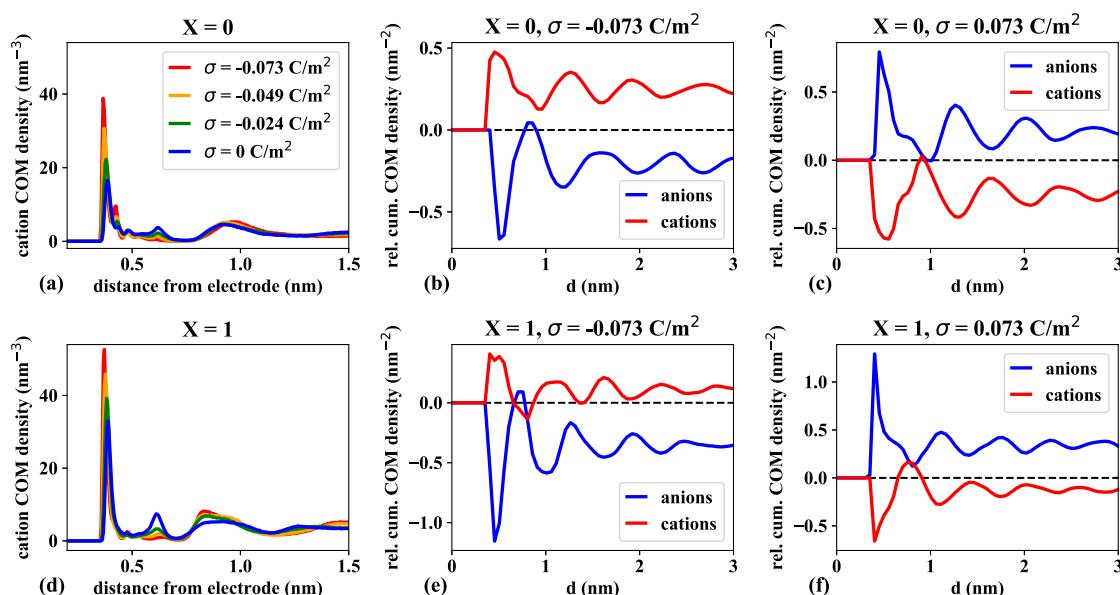 X = 0
cation COM density (nm⁻³)
40
20
0
σ = -0.073 C/m²
σ = -0.049 C/m²
σ = -0.024 C/m²
σ = 0 C/m²
0.5
1.0
1.5
(a)
distance from electrode (nm)
X = 0, σ = -0.073 C/m²
rel. cum. COM density (nm⁻²)
0.5
0.0
−0.5
anions
cations
0
1
2
3
(b)
d (nm)
X = 0, σ = 0.073 C/m²
rel. cum. COM density (nm⁻²)
0.5
0.0
−0.5
anions
cations
0
1
2
3
(c)
d (nm)
X = 1
cation COM density (nm⁻³)
40
20
0
0.5
1.0
1.5
(d)
distance from electrode (nm)
X = 1, σ = -0.073 C/m²
rel. cum. COM density (nm⁻²)
0.0
−0.5
−1.0
anions
cations
0
1
2
3
(e)
d (nm)
X = 1, σ = 0.073 C/m²
rel. cum. COM density (nm⁻²)
1.0
0.5
0.0
−0.5
anions
cations
0
1
2
3
(f)
d (nm)